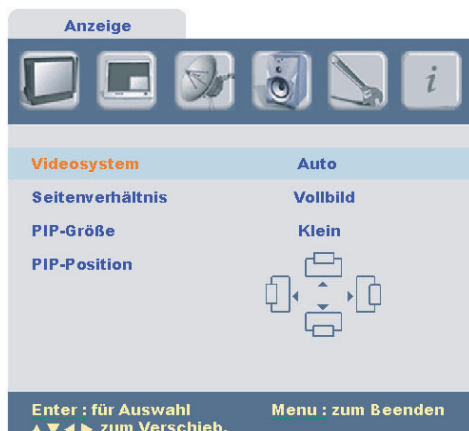 Anzeige
i
Videosystem Auto
Seitenverhältnis Vollbild
PIP-Größe Klein
PIP-Position
Enter : für Auswahl Menu : zum Beenden
▲▼◄► zum Verschieb.